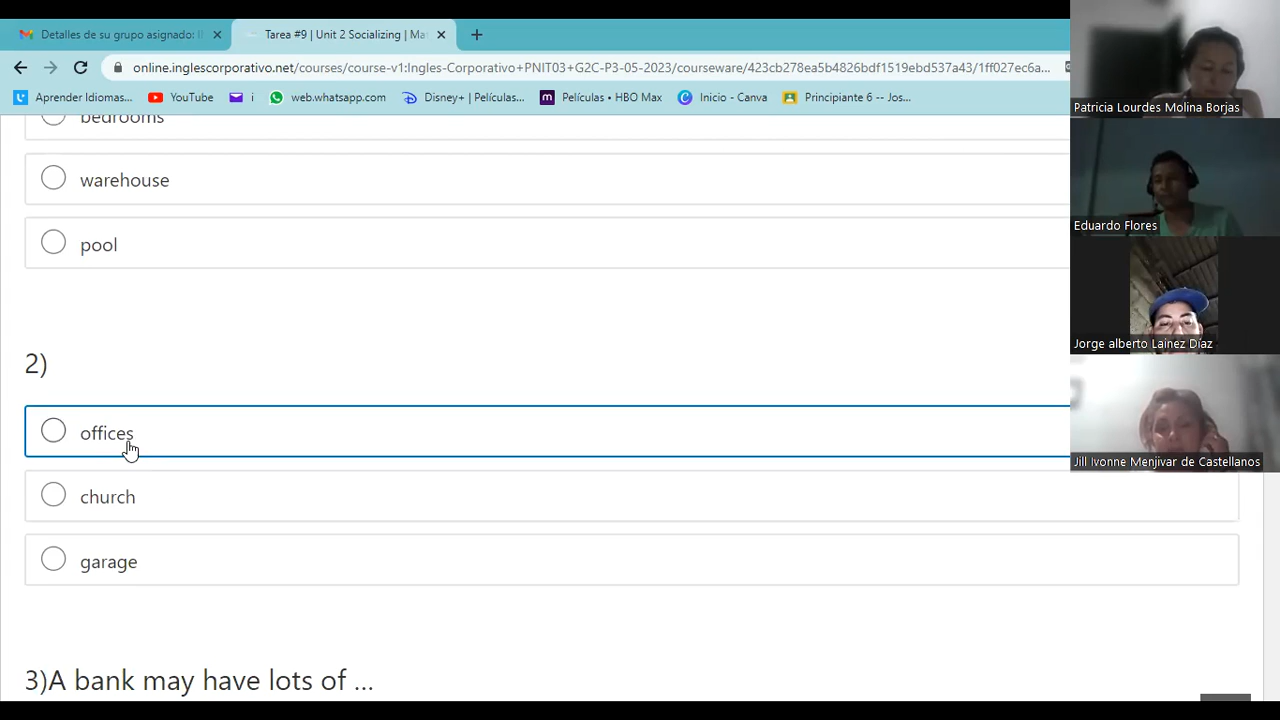 Detalles de su grupo asignado: I
Tarea #9 | Unit 2 Socializing | Ma
online.inglescorporativo.net/courses/course-v1:Ingles-Corporativo+PNIT03+G2C-P3-05-2023/courseware/423cb278ea5b4826bdf1519ebd537a43/1ff027ec6a...
Aprender Idiomas...
YouTube
i
web.whatsapp.com
Disney+ | Películas...
Películas • HBO Max
Inicio - Canva
Principiante 6 -- Jos...
bedrooms
warehouse
pool
2)
offices
church
garage
3)A bank may have lots of ...
Patricia Lourdes Molina Borjas
Eduardo Flores
Jorge alberto Laínez Díaz
Jill Ivonne Menjivar de Castellanos